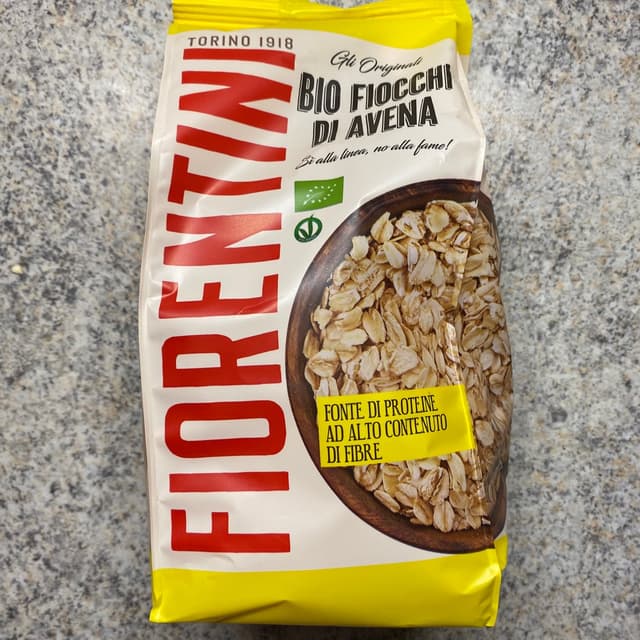 TORINO 1918
FIORENTINI
Gli Originali
BIO FIOCCHI
DI AVENA
Sì alla linea, no alla fame!
FONTE DI PROTEINE
AD ALTO CONTENUTO
DI FIBRE